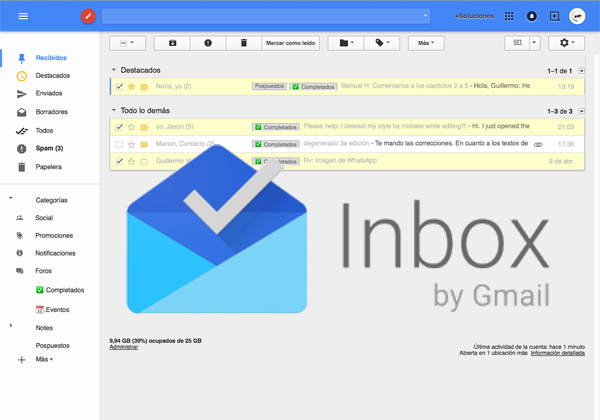 +Soluciones
Marcar como leído
Más
Recibidos
Destacados
Enviados
Borradores
Todos
Spam (3)
Papelera
Categorías
Social
Promociones
Notificaciones
Foros
Completados
Eventos
Notes
Pospuestos
Más
Destacados
1–1 de 1
Nuria, yo (2) Pospuestos Completados Manual H: Comentarios a los capítulos 2 a 5 - Hola, Guillermo: He 13:19
Todo lo demás
1–3 de 3
yo, Jason (3) Completados Please help: I deleted my style by mistake while editing!!! - Hi. I just opened the 21:03
Marion, Contacto (2) Completados degenerado 3a edición - Te mando las correcciones. En cuanto a los textos de 17:38
Guillermo Completados Rv: imagen de WhatsApp 9 de abr.
Inbox
by Gmail
9,94 GB (39%) ocupados de 25 GB
Administrar
Última actividad de la cuenta: hace 1 minuto
Abierta en 1 ubicación más Información detallada